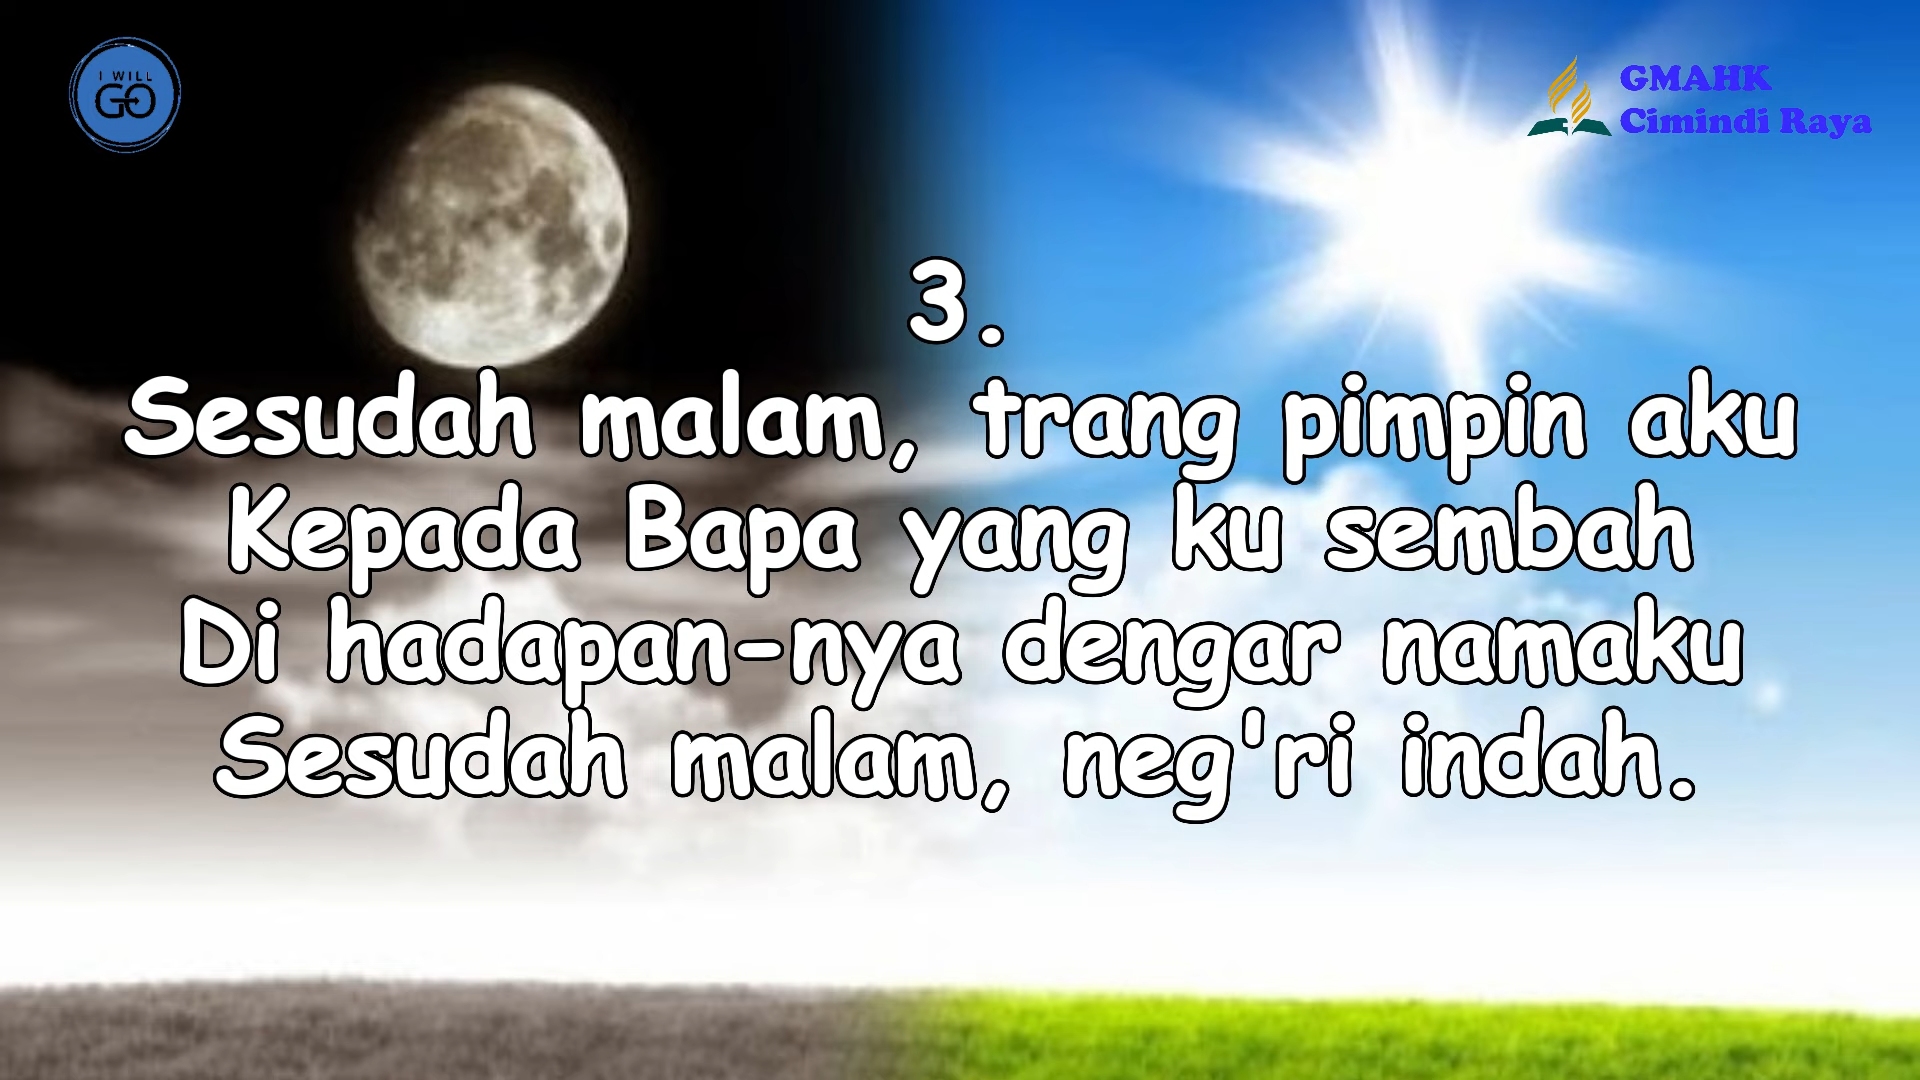 I WILL
GO
GMAHK
Cimindi Raya
3.
Sesudah malam, trang pimpin aku
Kepada Bapa yang ku sembah
Di hadapan-nya dengar namaku
Sesudah malam, neg'ri indah.